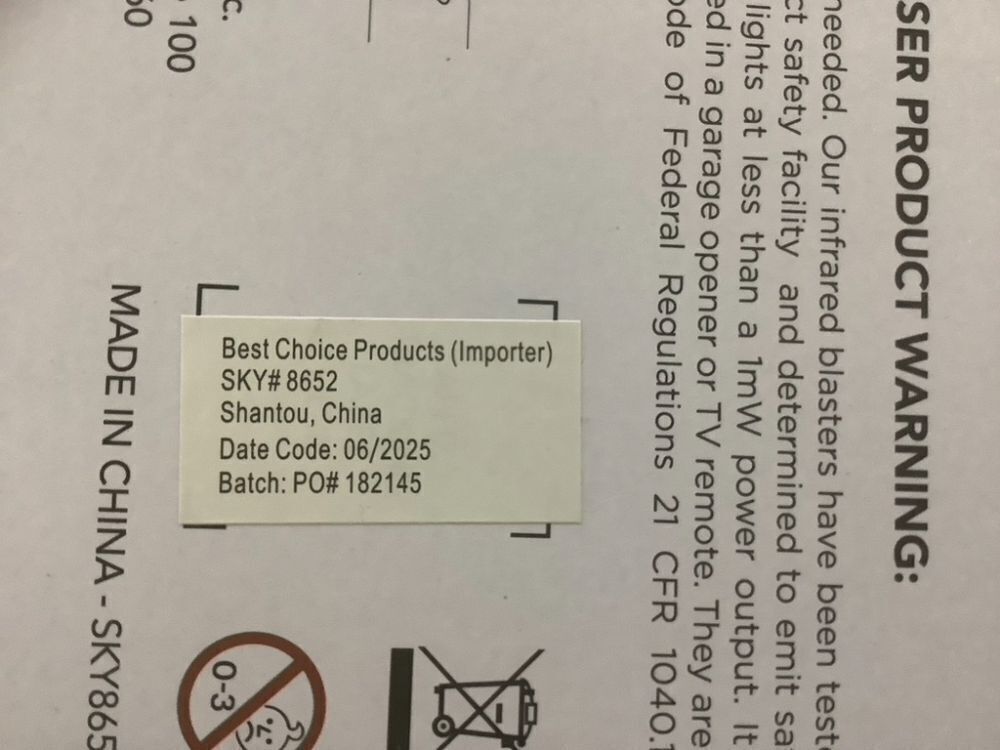 Best Choice Products (Importer)
SKY# 8652
Shantou, China
Date Code: 06/2025
Batch: PO# 182145
SER PRODUCT WARNING:
needed. Our infrared blasters have been test
ct safety facility and determined to emit sa
lights at less than a 1mW power output. It
ed in a garage opener or TV remote. They are
ode of Federal Regulations 21 CFR 1040.1
c.
100
60
MADE IN CHINA - SKY865
0-3